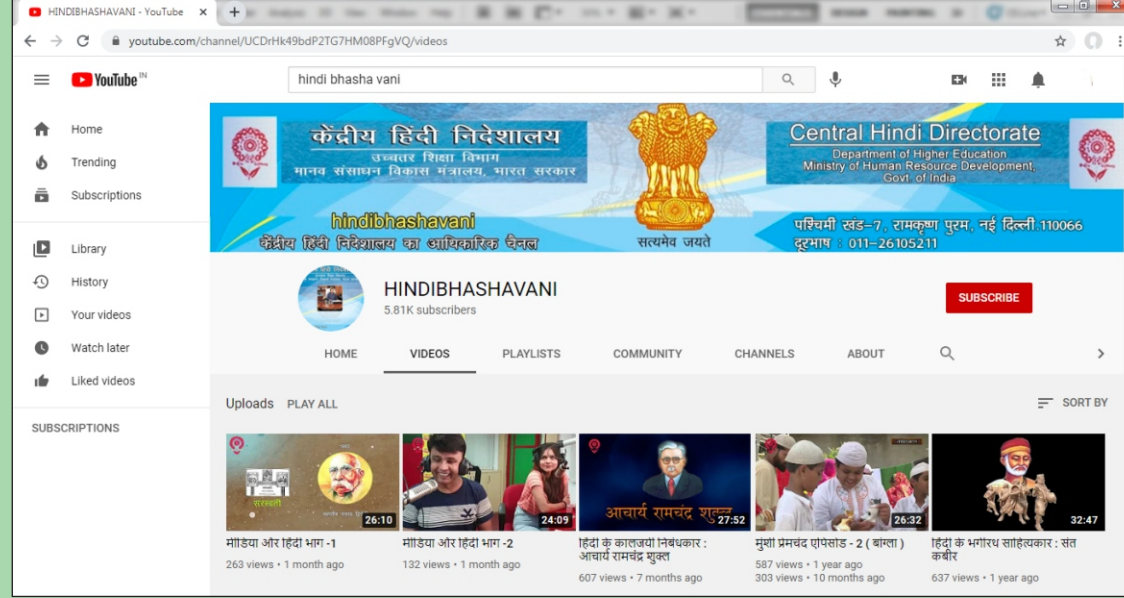 HINDIBHASHAVANI - YouTube
youtube.com/channel/UCDrHk49bdP2TG7HM08PFgVQ/videos
YouTube IN
hindi bhasha vani
Home
Trending
Subscriptions
Library
History
Your videos
Watch later
Liked videos
SUBSCRIPTIONS
केंद्रीय हिंदी निदेशालय
उच्चतर शिक्षा विभाग
मानव संसाधन विकास मंत्रालय, भारत सरकार
hindibhashavani
केंद्रीय हिंदी निदेशालय का आधिकारिक चैनल
सत्यमेव जयते
Central Hindi Directorate
Department of Higher Education
Ministry of Human Resource Development,
Govt of India
पश्चिमी खंड-7, रामकृष्ण पुरम, नई दिल्ली.110066
दूरभाष : 011-26105211
HINDIBHASHAVANI
5.81K subscribers
SUBSCRIBE
HOME VIDEOS PLAYLISTS COMMUNITY CHANNELS ABOUT
Uploads PLAY ALL
SORT BY
सरस्वती
26:10
24:09
आचार्य रामचंद्र शुक्ल
27:52
26:32
32:47
मीडिया और हिंदी भाग -1
263 views • 1 month ago
मीडिया और हिंदी भाग -2
132 views • 1 month ago
हिंदी के कालजयी निबंधकार :
आचार्य रामचंद्र शुक्ल
607 views • 7 months ago
मुंशी प्रेमचंद एपिसोड - 2 ( बांग्ला )
587 views • 1 year ago
303 views • 10 months ago
हिंदी के भगीरथ साहित्यकार : संत
कबीर
637 views • 1 year ago